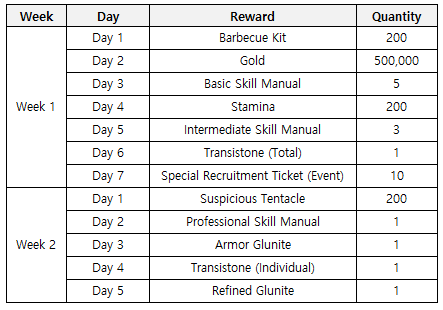 Week Day Reward Quantity
Week 1 Day 1 Barbecue Kit 200
Day 2 Gold 500,000
Day 3 Basic Skill Manual 5
Day 4 Stamina 200
Day 5 Intermediate Skill Manual 3
Day 6 Transistone (Total) 1
Day 7 Special Recruitment Ticket (Event) 10
Week 2 Day 1 Suspicious Tentacle 200
Day 2 Professional Skill Manual 1
Day 3 Armor Glunite 1
Day 4 Transistone (Individual) 1
Day 5 Refined Glunite 1